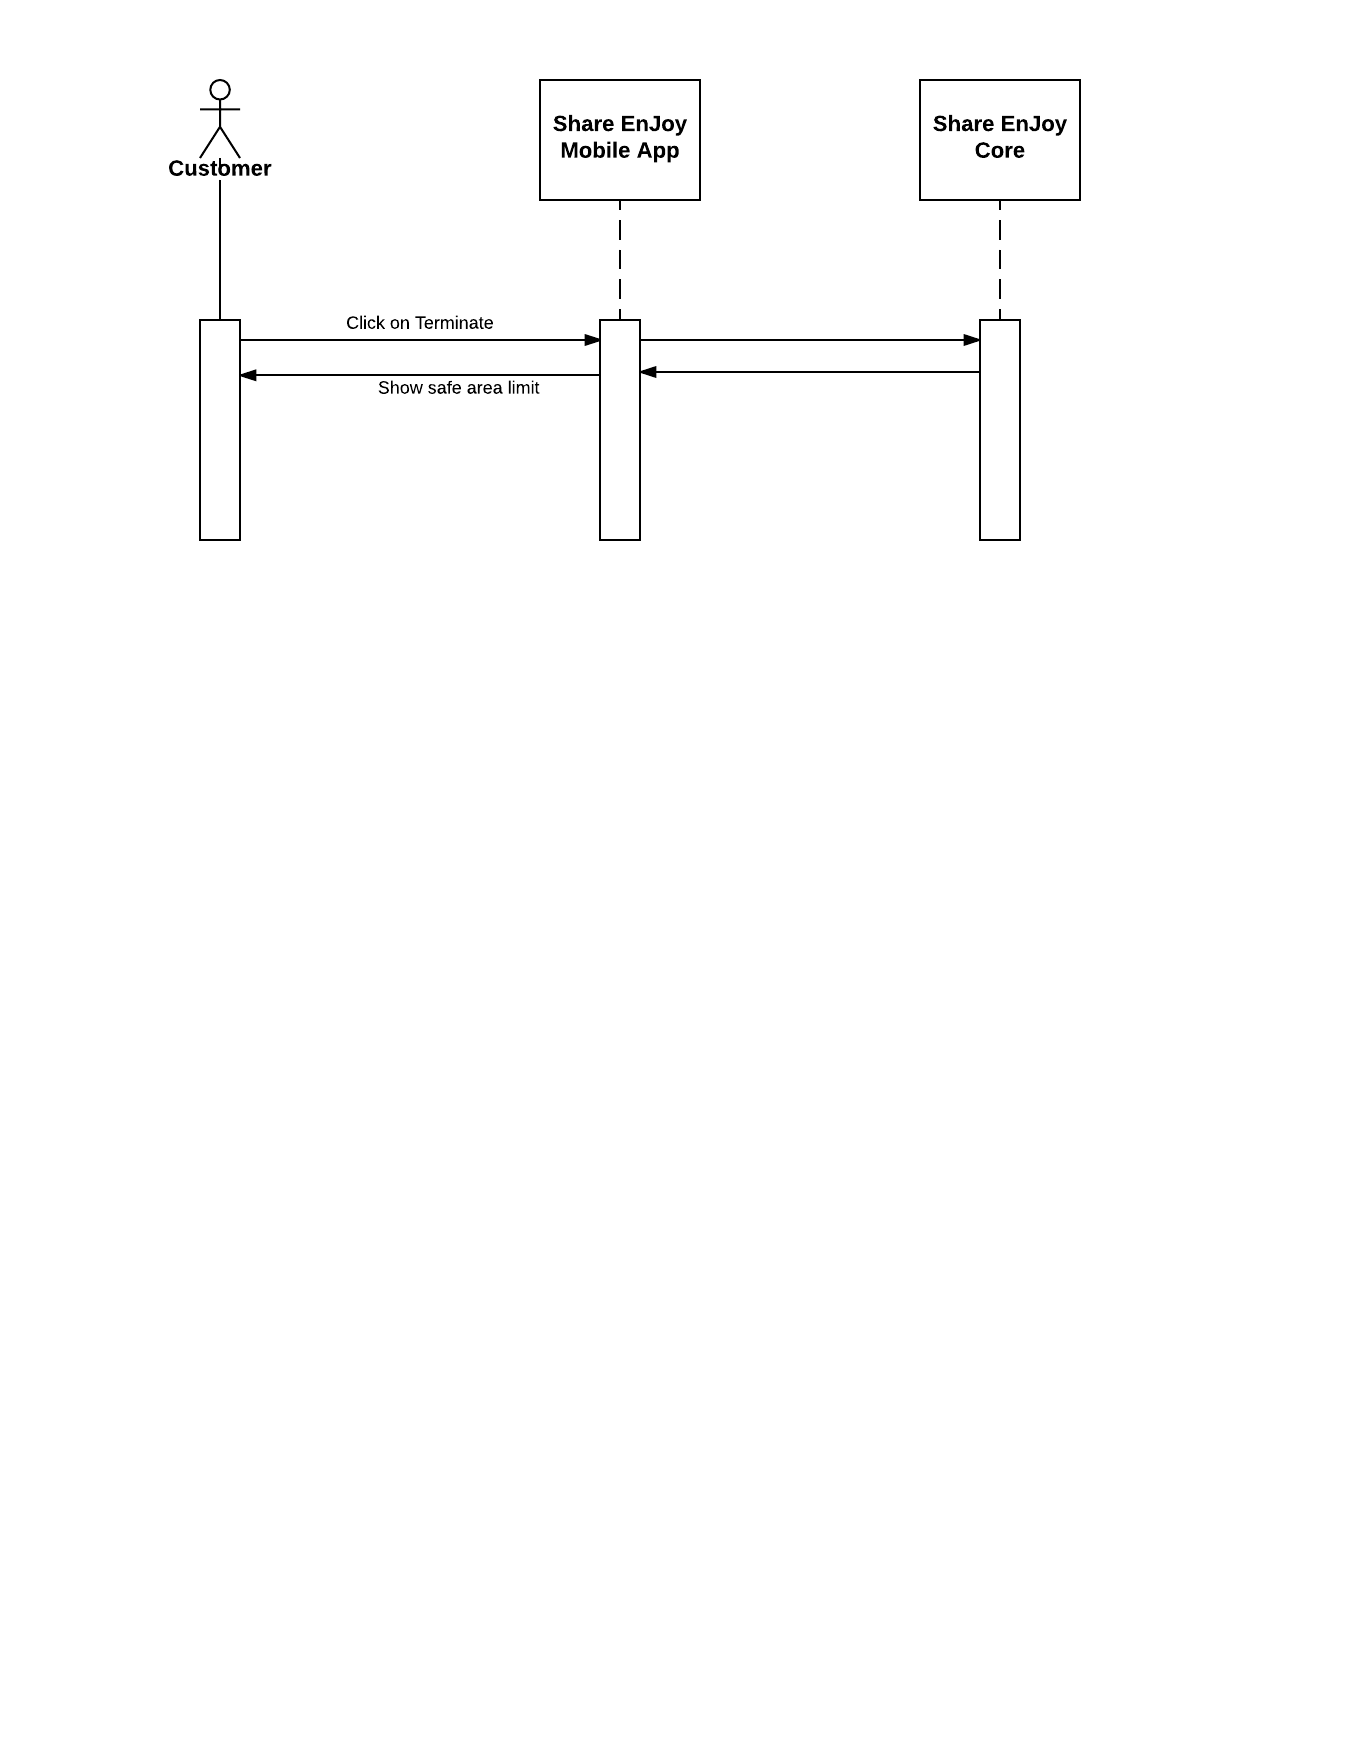 Customer
Share EnJoy
Mobile App
Share EnJoy
Core
Click on Terminate
Show safe area limit